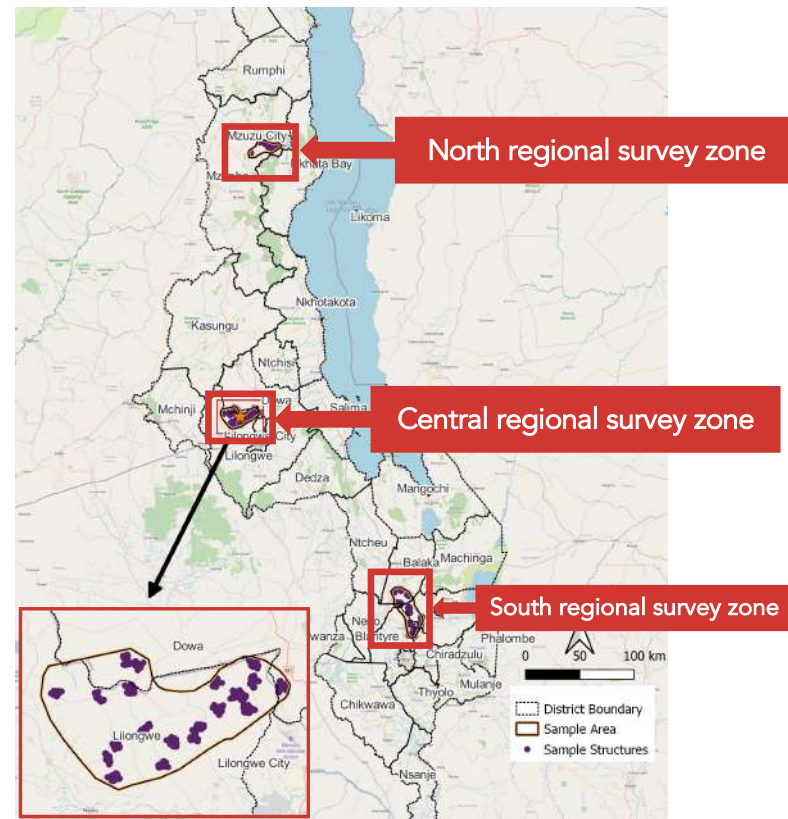 Rumphi
Mzuzu City
North regional survey zone
Nkhata Bay
Likoma
Nkhotakota
Kasungu
Ntchisi
Dowa
Mchinji
Salima
Central regional survey zone
Lilongwe City
Lilongwe
Dedza
Mangochi
Ntcheu
Balaka
Machinga
South regional survey zone
Blantyre
Phalombe
Chiradzulu
0 50 100 km
Thyolo
Mulanje
Chikwawa
Nsanje
District Boundary
Sample Area
Sample Structures
Dowa
Lilongwe
Lilongwe City